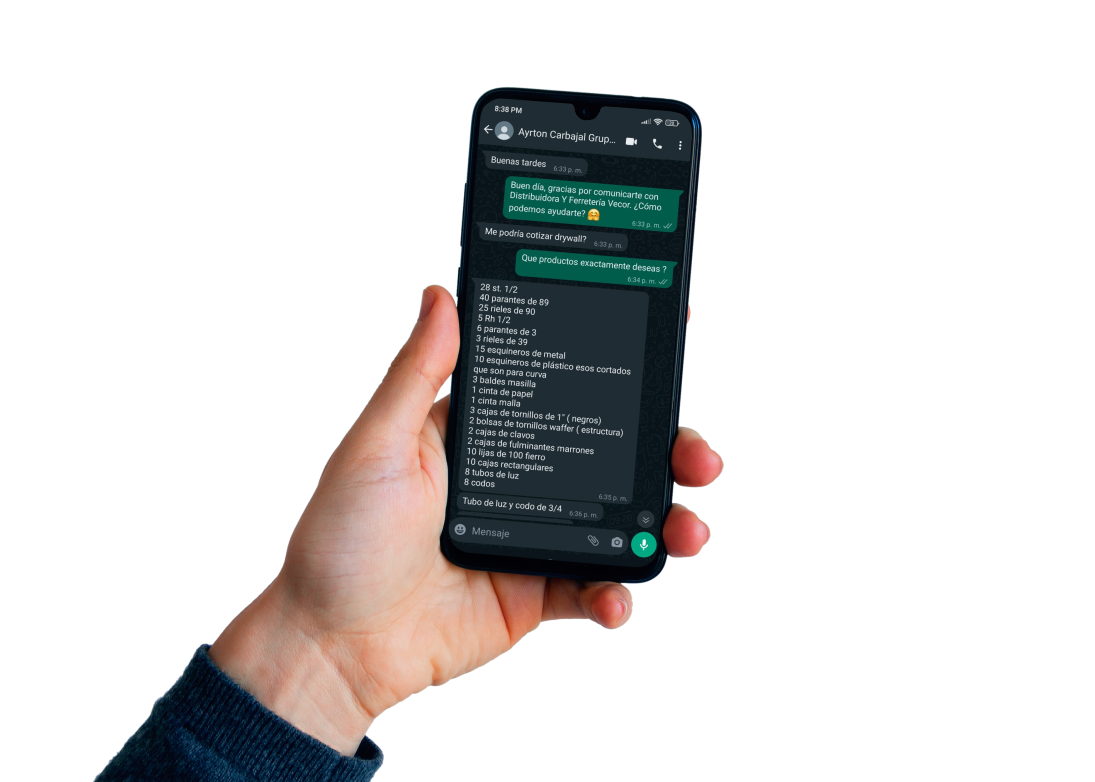 8:38 PM
Ayrton Carbajal Grup...
Buenas tardes
6:33 p. m.
Buen día, gracias por comunicarte con
Distribuidora Y Ferretería Vecor. ¿Cómo
podemos ayudarte? 🤗
6:33 p. m.
Me podría cotizar drywall?
6:33 p. m.
Que productos exactamente deseas ?
6:34 p. m.
28 st. 1/2
40 parantes de 89
25 rieles de 90
5 Rh 1/2
6 parantes de 3
3 rieles de 39
15 esquineros de metal
10 esquineros de plástico esos cortados
que son para curva
3 baldes masilla
1 cinta de papel
1 cinta malla
3 cajas de tornillos de 1" ( negros)
2 bolsas de tornillos waffer ( estructura)
2 cajas de clavos
2 cajas de fulminantes marrones
10 lijas de 100 fierro
10 cajas rectangulares
8 tubos de luz
8 codos
6:35 p. m.
Tubo de luz y codo de 3/4
6:36 p. m.
Mensaje